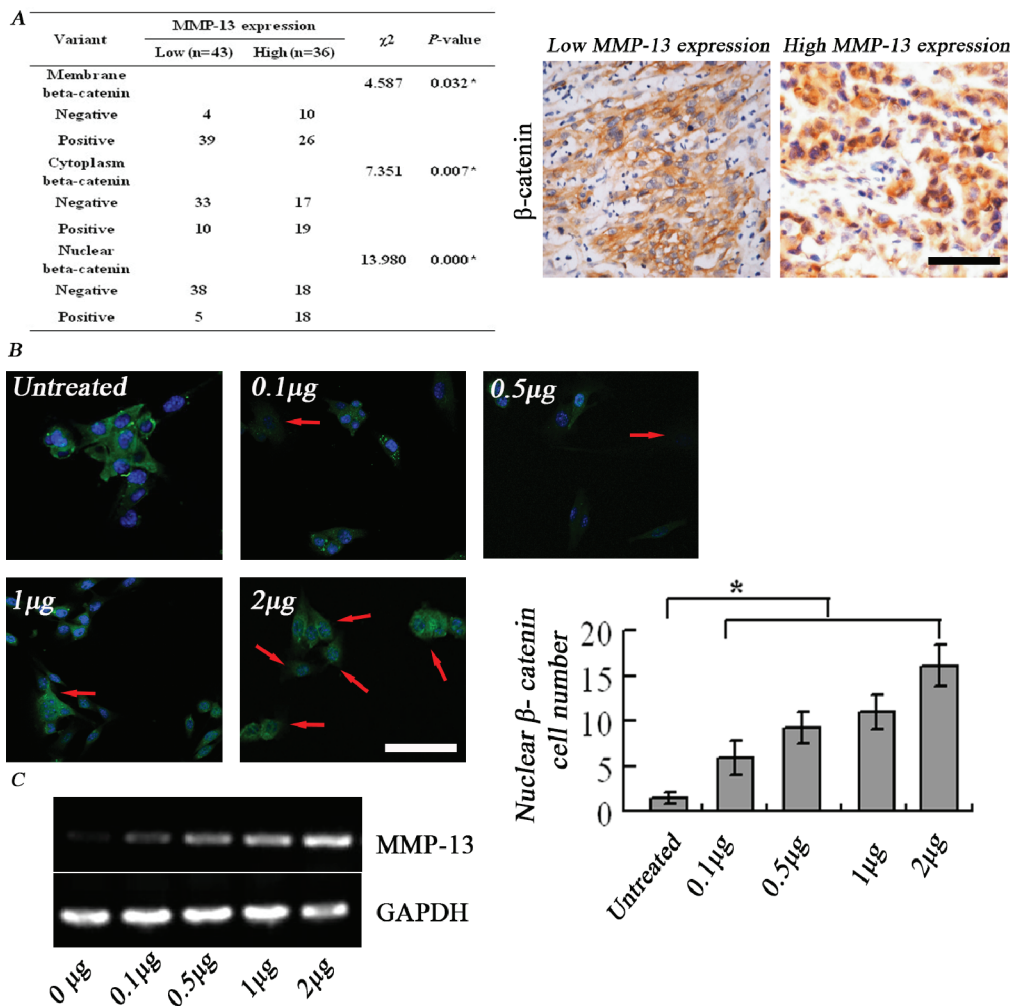 A
Variant MMP-13 expression χ2 P-value
Low (n=43) High (n=36)
Membrane
beta-catenin 4.587 0.032*
Negative 4 10
Positive 39 26
Cytoplasm
beta-catenin 7.351 0.007*
Negative 33 17
Positive 10 19
Nuclear
beta-catenin 13.980 0.000*
Negative 38 18
Positive 5 18
Low MMP-13 expression High MMP-13 expression
β-catenin
B
Untreated
0.1μg
0.5μg
1μg
2μg
*
Nuclear β- catenin
cell number
20
15
10
5
0
Untreated
0.1μg
0.5μg
1μg
2μg
C
MMP-13
GAPDH
0 μg
0.1μg
0.5μg
1μg
2μg